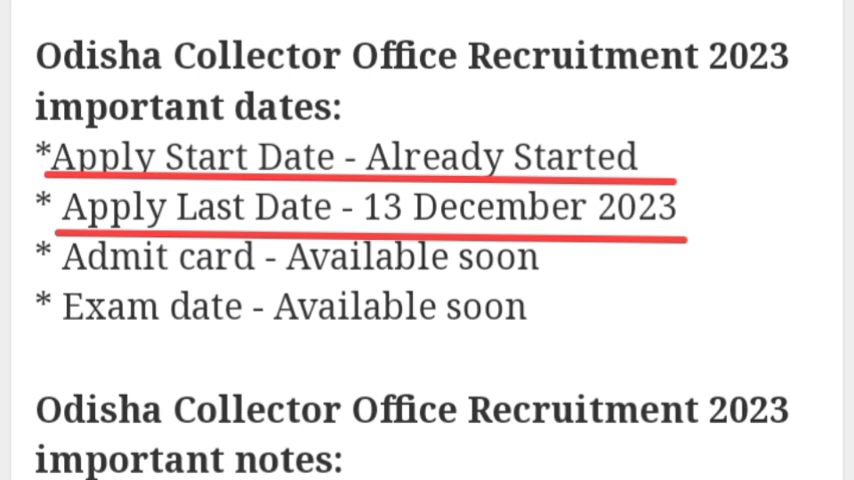 Odisha Collector Office Recruitment 2023
important dates:
*Apply Start Date - Already Started
* Apply Last Date - 13 December 2023
* Admit card - Available soon
* Exam date - Available soon
Odisha Collector Office Recruitment 2023
important notes: